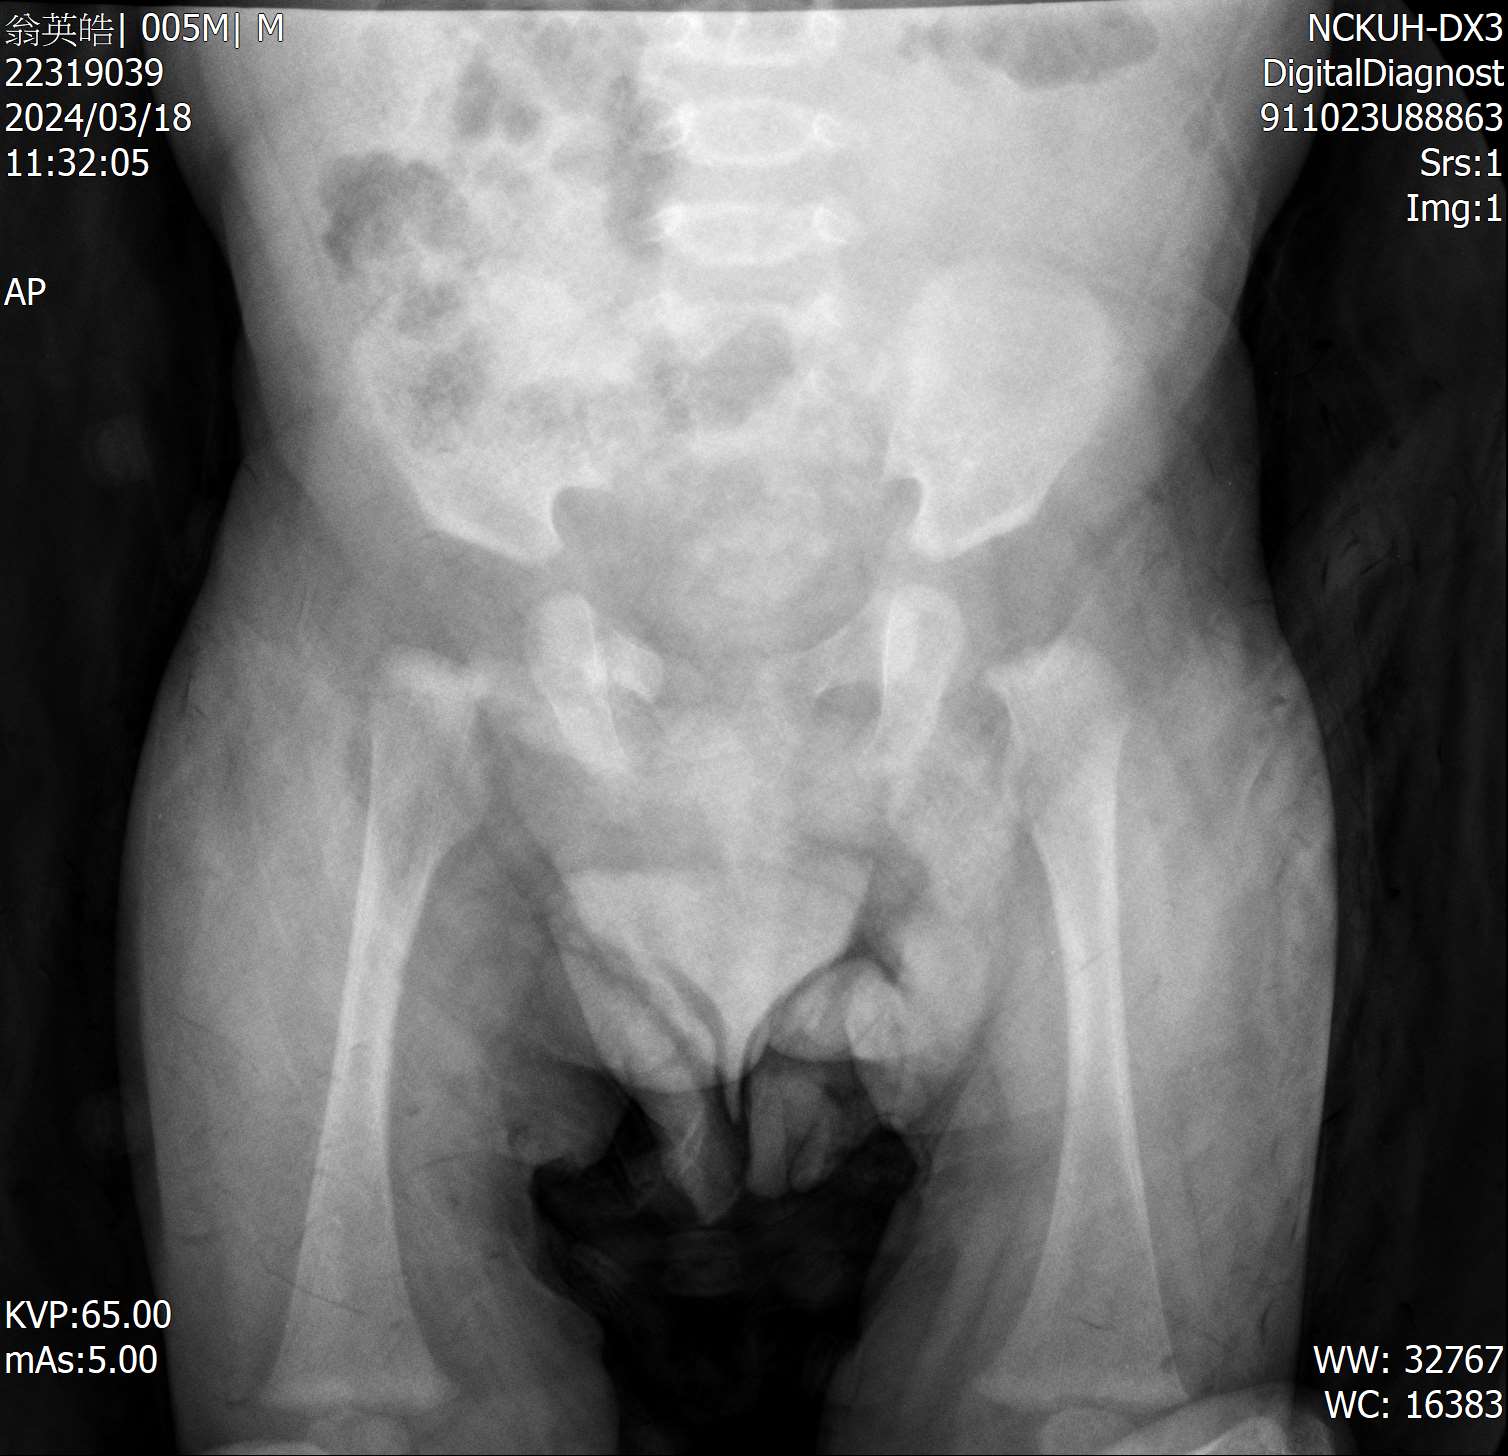 翁英皓| 005M| M
22319039
2024/03/18
11:32:05
AP
NCKUH-DX3
DigitalDiagnost
911023U88863
Srs:1
Img:1
KVP:65.00
mAs:5.00
WW: 32767
WC: 16383